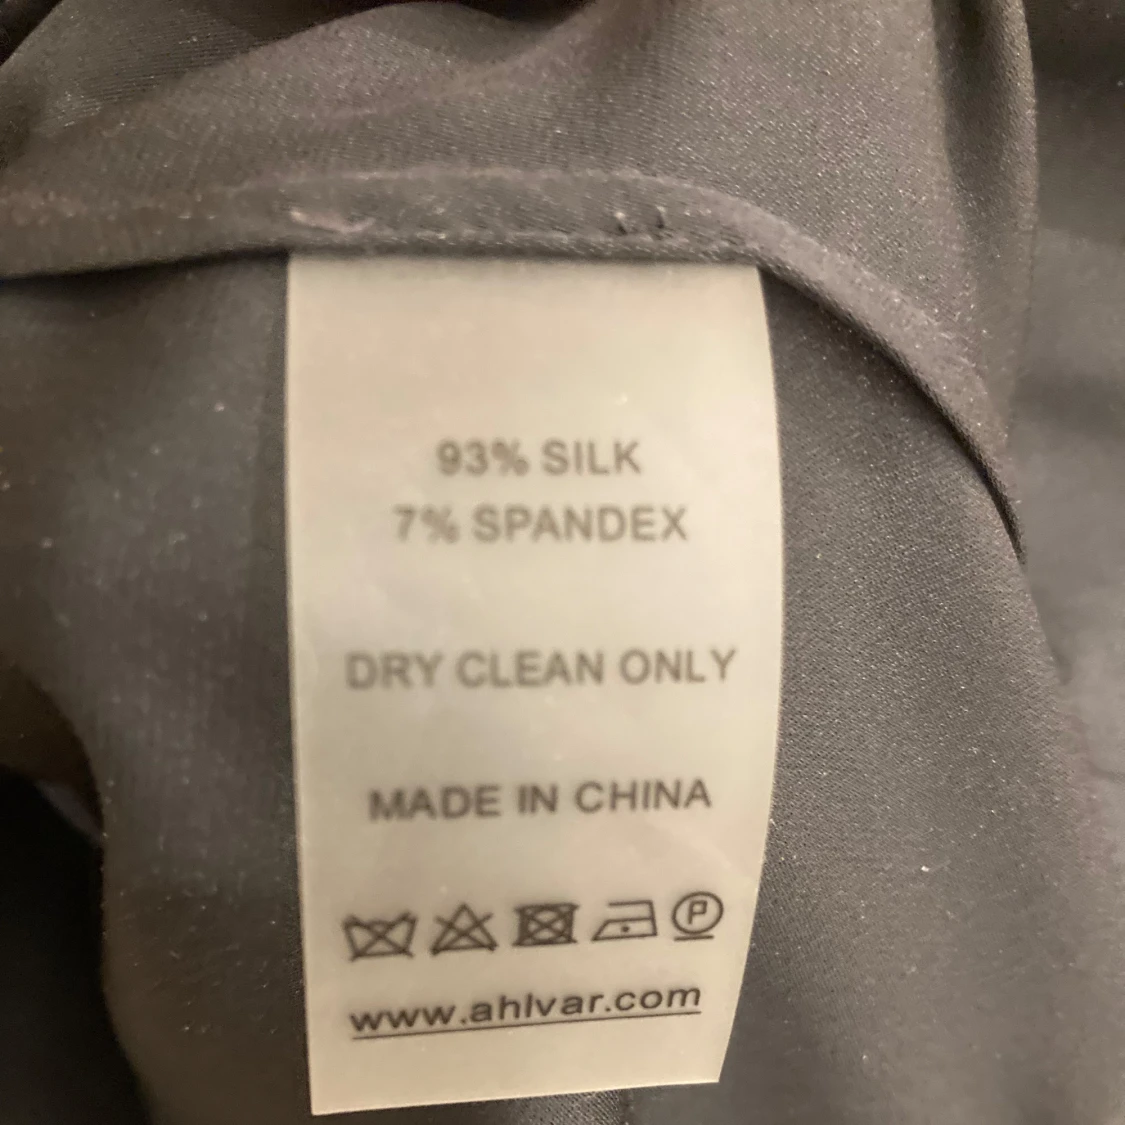 93% SILK
7% SPANDEX
DRY CLEAN ONLY
MADE IN CHINA
P
www.ahlvar.com